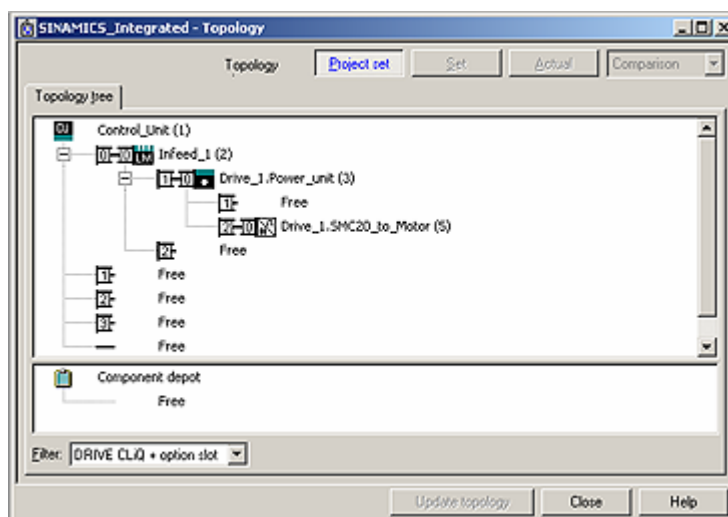 SINAMICS_Integrated - Topology
Topology Project set Set Actual Comparison
Topology tree
CU Control_Unit (1)
0 0 LM Infeed_1 (2)
1 0 Drive_1.Power_unit (3)
1 Free
2 0 Drive_1.SMC20_to_Motor (5)
2 Free
1 Free
2 Free
3 Free
Free
Component depot
Free
Filter: DRIVE CLiQ + option slot
Update topology Close Help